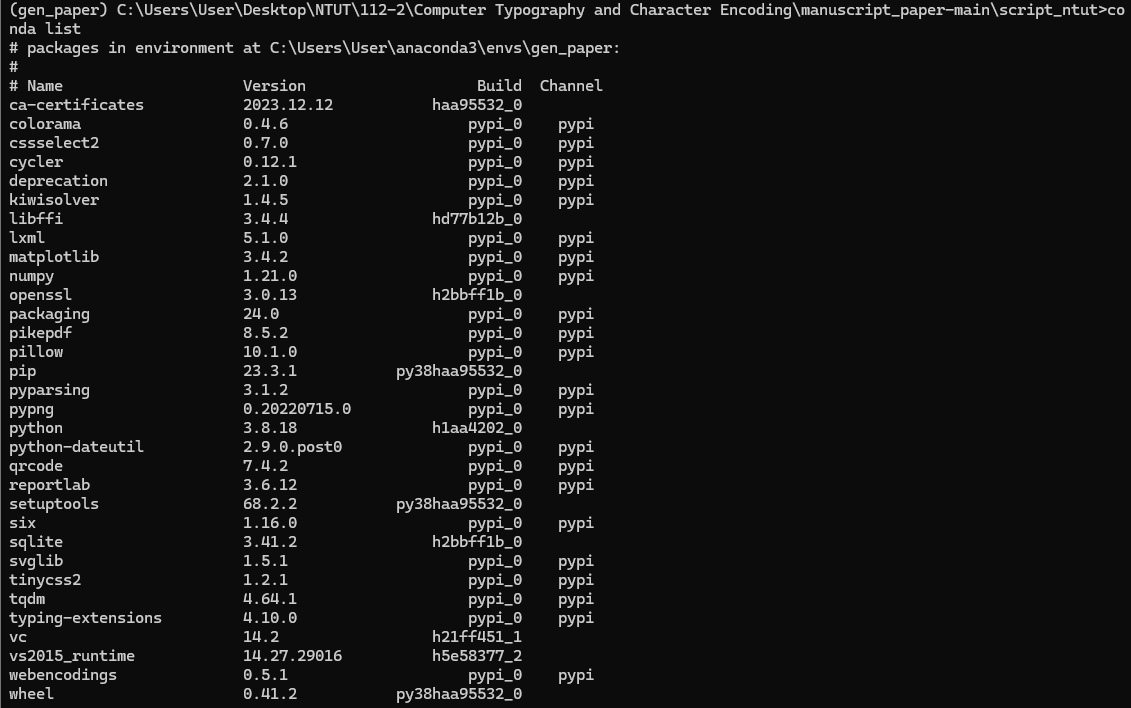 (gen_paper) C:\Users\User\Desktop\NTUT\112-2\Computer Typography and Character Encoding\manuscript_paper-main\script_ntut>co
nda list
# packages in environment at C:\Users\User\anaconda3\envs\gen_paper:
#
# Name                    Version                   Build  Channel
ca-certificates           2023.12.12           haa95532_0
colorama                  0.4.6                    pypi_0    pypi
cssselect2                0.7.0                    pypi_0    pypi
cycler                    0.12.1                   pypi_0    pypi
deprecation               2.1.0                    pypi_0    pypi
kiwisolver                1.4.5                    pypi_0    pypi
libffi                    3.4.4                hd77b12b_0
lxml                      5.1.0                    pypi_0    pypi
matplotlib                3.4.2                    pypi_0    pypi
numpy                     1.21.0                   pypi_0    pypi
openssl                   3.0.13               h2bbff1b_0
packaging                 24.0                     pypi_0    pypi
pikepdf                   8.5.2                    pypi_0    pypi
pillow                    10.1.0                   pypi_0    pypi
pip                       23.3.1           py38haa95532_0
pyparsing                 3.1.2                    pypi_0    pypi
pypng                     0.20220715.0             pypi_0    pypi
python                    3.8.18               h1aa4202_0
python-dateutil           2.9.0.post0              pypi_0    pypi
qrcode                    7.4.2                    pypi_0    pypi
reportlab                 3.6.12                   pypi_0    pypi
setuptools                68.2.2           py38haa95532_0
six                       1.16.0                   pypi_0    pypi
sqlite                    3.41.2               h2bbff1b_0
svglib                    1.5.1                    pypi_0    pypi
tinycss2                  1.2.1                    pypi_0    pypi
tqdm                      4.64.1                   pypi_0    pypi
typing-extensions         4.10.0                   pypi_0    pypi
vc                        14.2                 h21ff451_1
vs2015_runtime            14.27.29016          h5e58377_2
webencodings              0.5.1                    pypi_0    pypi
wheel                     0.41.2           py38haa95532_0